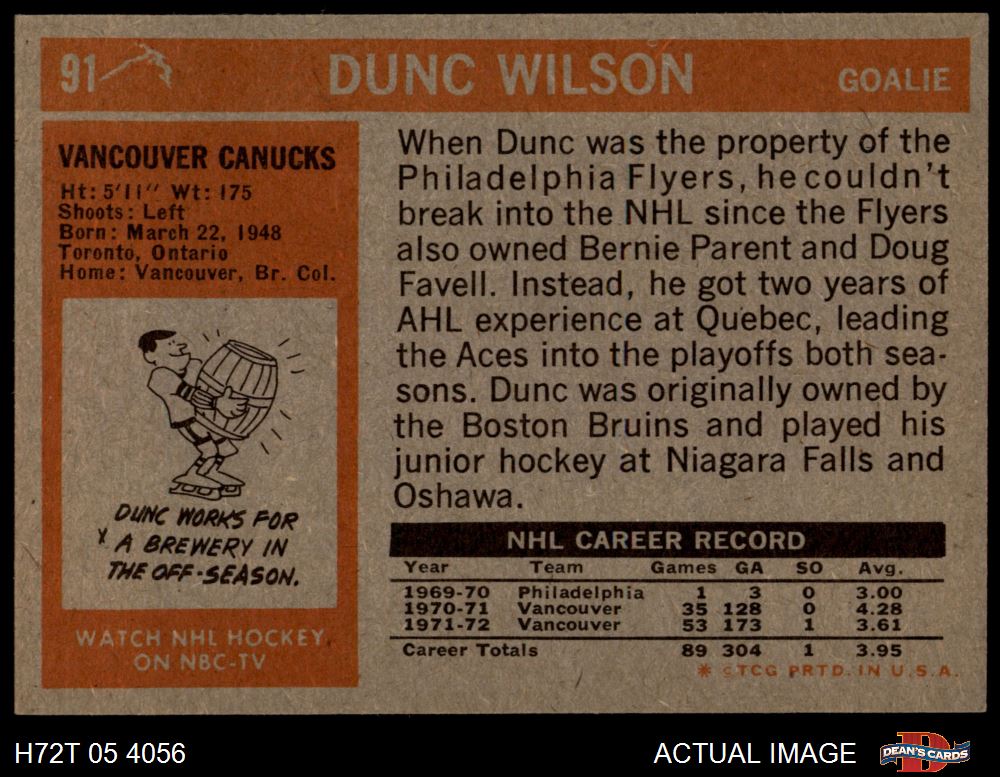 91
DUNC WILSON
GOALIE
VANCOUVER CANUCKS
Ht: 5'11" Wt: 175
Shoots: Left
Born: March 22, 1948
Toronto, Ontario
Home: Vancouver, Br. Col.
DUNC WORKS FOR
A BREWERY IN
THE OFF-SEASON.
WATCH NHL HOCKEY
ON NBC-TV
When Dunc was the property of the
Philadelphia Flyers, he couldn't
break into the NHL since the Flyers
also owned Bernie Parent and Doug
Favell. Instead, he got two years of
AHL experience at Quebec, leading
the Aces into the playoffs both sea-
sons. Dunc was originally owned by
the Boston Bruins and played his
junior hockey at Niagara Falls and
Oshawa.
NHL CAREER RECORD
Year Team Games GA SO Avg.
1969-70 Philadelphia 1 3 0 3.00
1970-71 Vancouver 35 128 0 4.28
1971-72 Vancouver 53 173 1 3.61
Career Totals 89 304 1 3.95
* ©TCG PRTD. IN U.S.A.
H72T 05 4056
ACTUAL IMAGE
D
DEAN'S CARDS